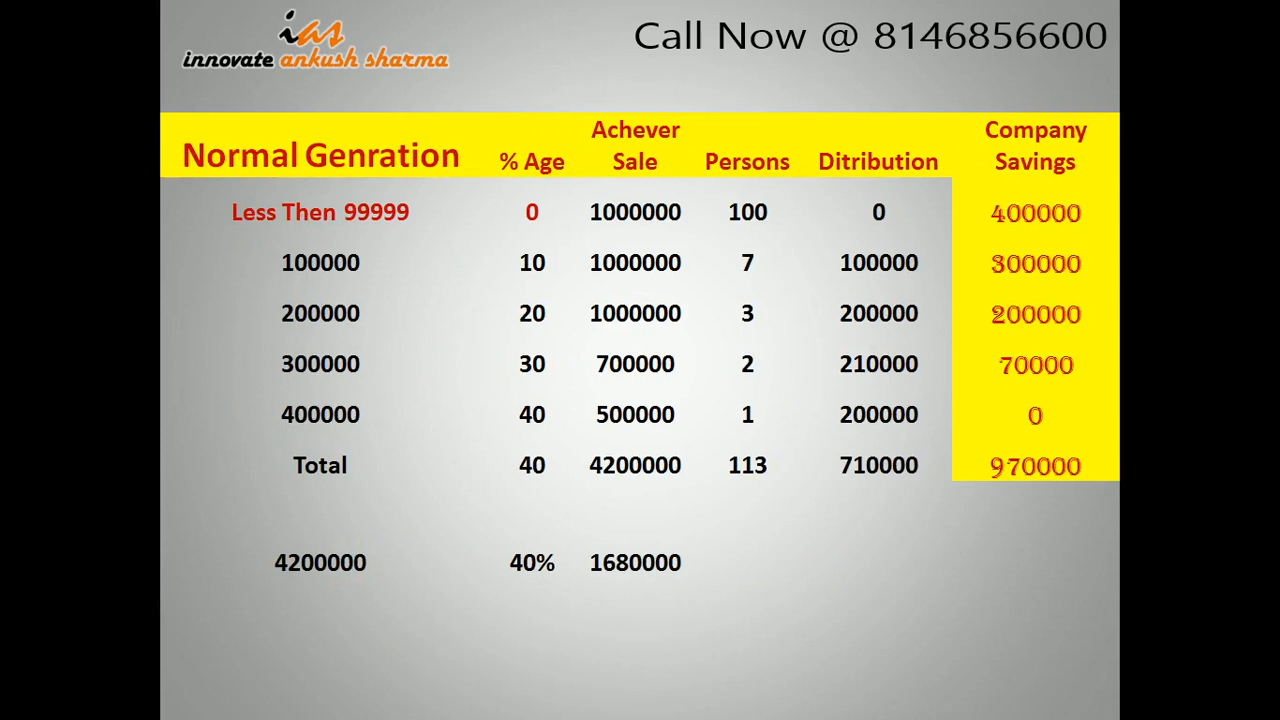 ias
innovate ankush sharma
Call Now @ 8146856600
Normal Genration % Age Achever Sale Persons Ditribution Company Savings
Less Then 99999 0 1000000 100 0 400000
100000 10 1000000 7 100000 300000
200000 20 1000000 3 200000 200000
300000 30 700000 2 210000 70000
400000 40 500000 1 200000 0
Total 40 4200000 113 710000 970000
4200000 40% 1680000